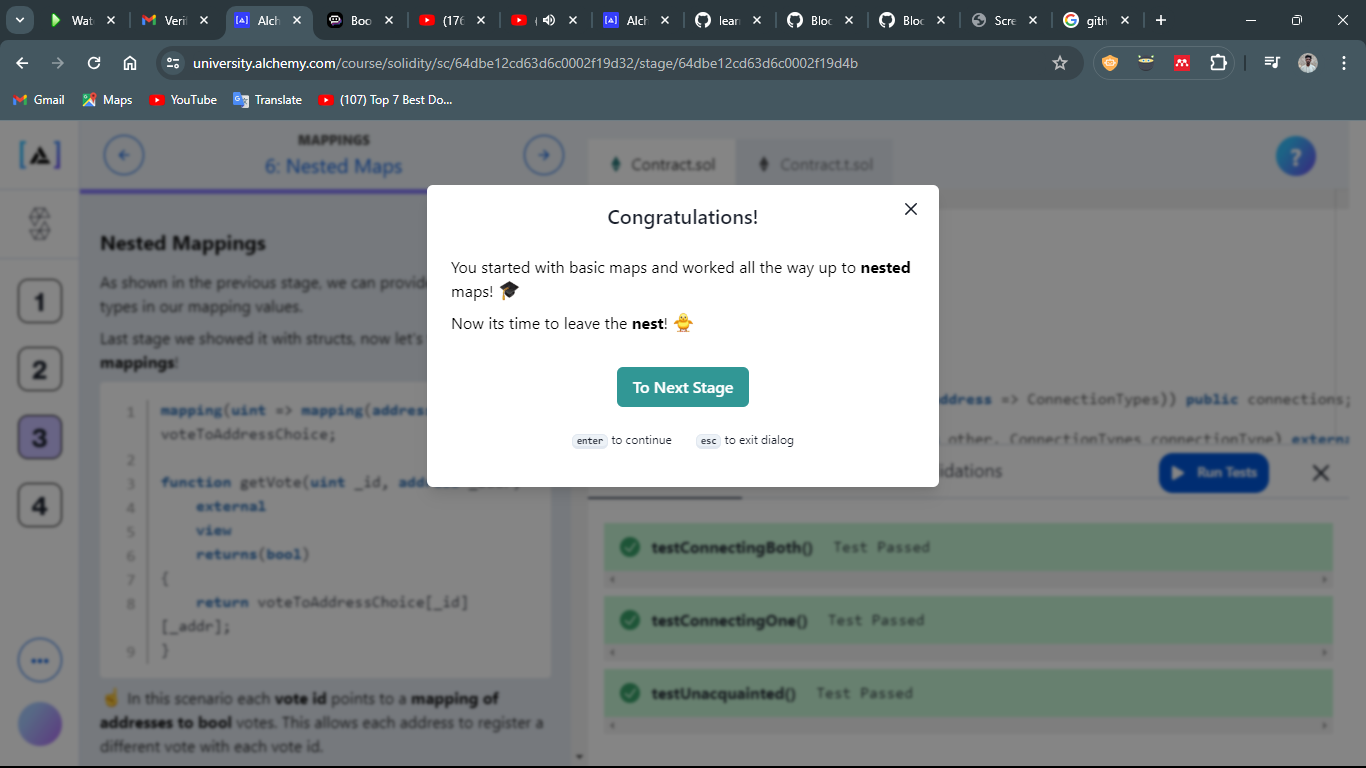 Wat
Veri
Alch
Boo
(176
(
Alch
lear
Bloc
Bloc
Scre
gith
university.alchemy.com/course/solidity/sc/64dbe12cd63d6c0002f19d32/stage/64dbe12cd63d6c0002f19d4b
Gmail
Maps
YouTube
Translate
(107) Top 7 Best Do...
MAPPINGS
6: Nested Maps
Contract.sol
Contract.t.sol
?
1
2
3
4
Nested Mappings
As shown in the previous stage, we can provid
types in our mapping values.
Last stage we showed it with structs, now let's
mappings!
1 mapping(uint => mapping(addres
voteToAddressChoice;
2
3 function getVote(uint _id, add
4 external
5 view
6 returns(bool)
7 {
8 return voteToAddressChoice[_id]
[_addr];
9 }
☝️ In this scenario each vote id points to a mapping of
addresses to bool votes. This allows each address to register a
different vote with each vote id.
Congratulations!
You started with basic maps and worked all the way up to nested
maps! 🎓
Now its time to leave the nest! 🐥
To Next Stage
enter to continue
esc to exit dialog
ddress => ConnectionTypes)) public connections;
other, ConnectionTypes connectionType) externa
idations
Run Tests
testConnectingBoth() Test Passed
testConnectingOne() Test Passed
testUnacquainted() Test Passed